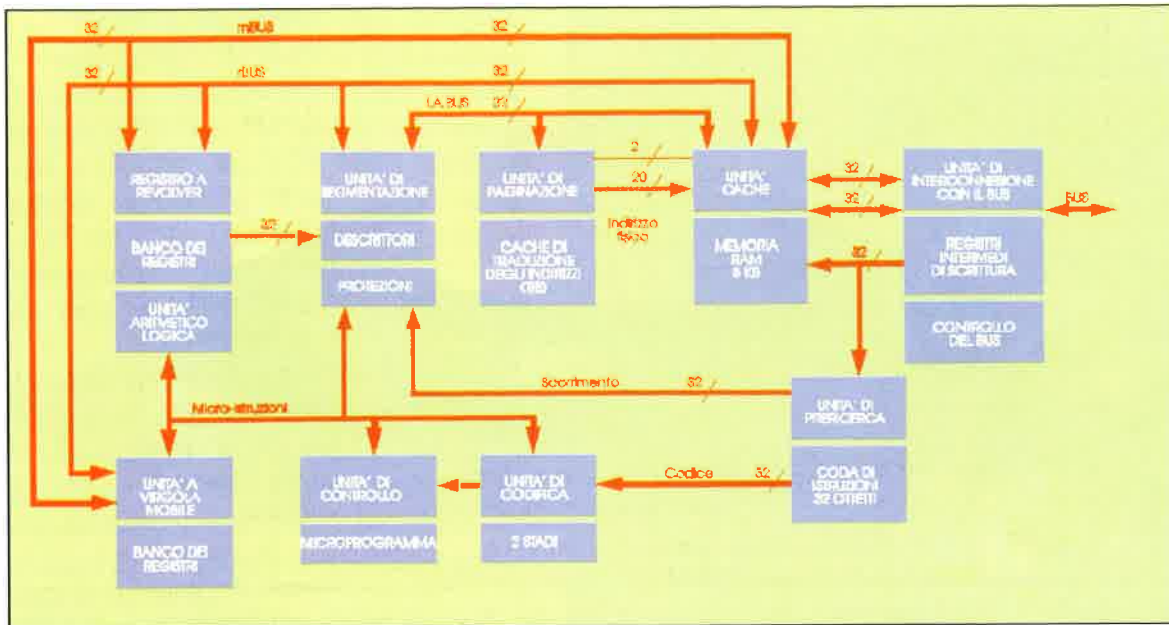 32
mBUS
32
32
rBUS
32
LA BUS
32
REGISTRO A
REVOLVER
BANCO DEI
REGISTRI
UNITA' ARITMETICO
LOGICA
32
UNITA' DI
SEGMENTAZIONE
DESCRITTORI
PROTEZIONI
UNITA' DI
PAGINAZIONE
CACHE DI
TRADUZIONE
DEGLI INDIRIZZI
2
20
Indirizzo
fisico
UNITA'
CACHE
MEMORIA
RAM
8 KB
32
32
32
UNITA' DI
INTERCONNESSIONE
CON IL BUS
REGISTRI
INTERMEDI
DI SCRITTURA
CONTROLLO
DEL BUS
BUS
Scorrimento
32
Micro-istruzioni
UNITA' DI
PRERICERCA
CODA DI
ISTRUZIONI
32 OTTETTI
Codice
32
UNITA' A
VIRGOLA
MOBILE
BANCO DEI
REGISTRI
UNITA' DI
CONTROLLO
MICROPROGRAMMA
UNITA' DI
CODIFICA
2 STADI